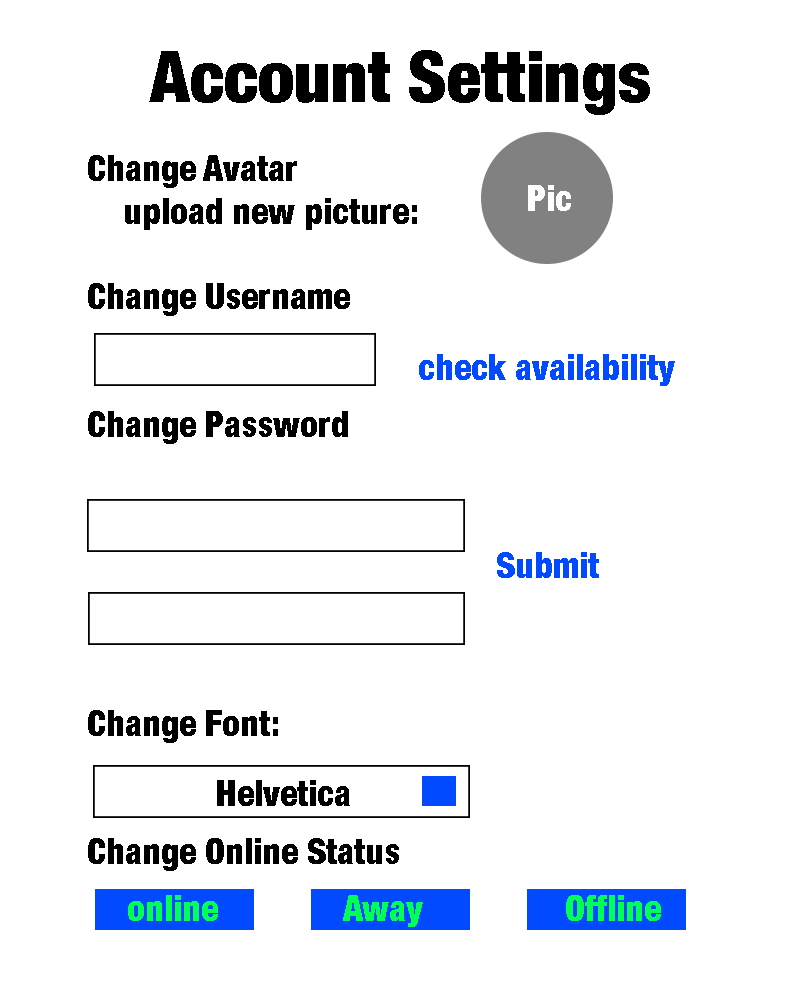 Account Settings
Change Avatar
upload new picture:
Pic
Change Username
check availability
Change Password
Submit
Change Font:
Helvetica
Change Online Status
online
Away
Offline